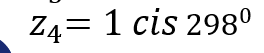 z₄= 1 cis 298⁰